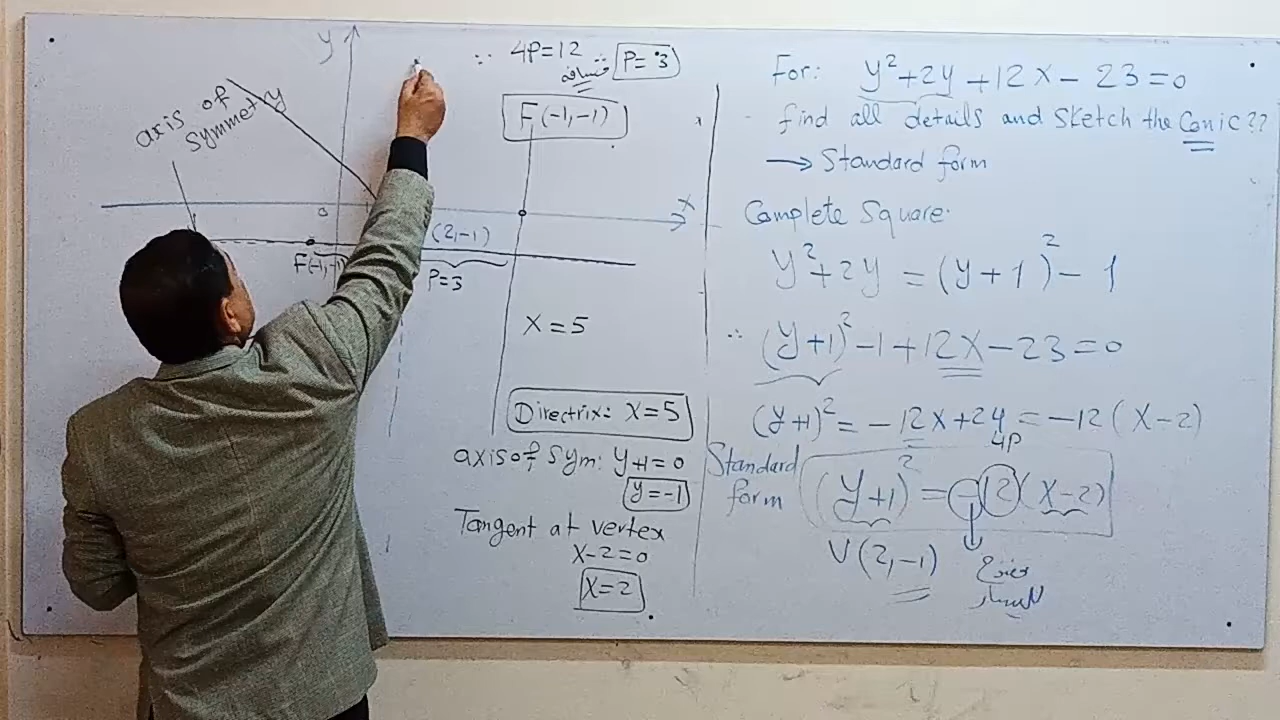 For: y²+2y+12x-23=0
find all details and sketch the Conic??
→ Standard form
Complete Square:
y²+2y = (y+1)²-1
∴ (y+1)²-1+12x-23=0
(y+1)² = -12x+24 = -12(x-2)
4P
Standard form (y+1)² = -12(x-2)
V(2,-1)
∵ 4P=12 P=3
F(-1,-1)
y
axis of
symmetry
x
0
(2,-1)
F(-1,-1)
P=3
x=5
Directrix: x=5
axis of Sym: y+1=0
y=-1
Tangent at vertex
x-2=0
x=2